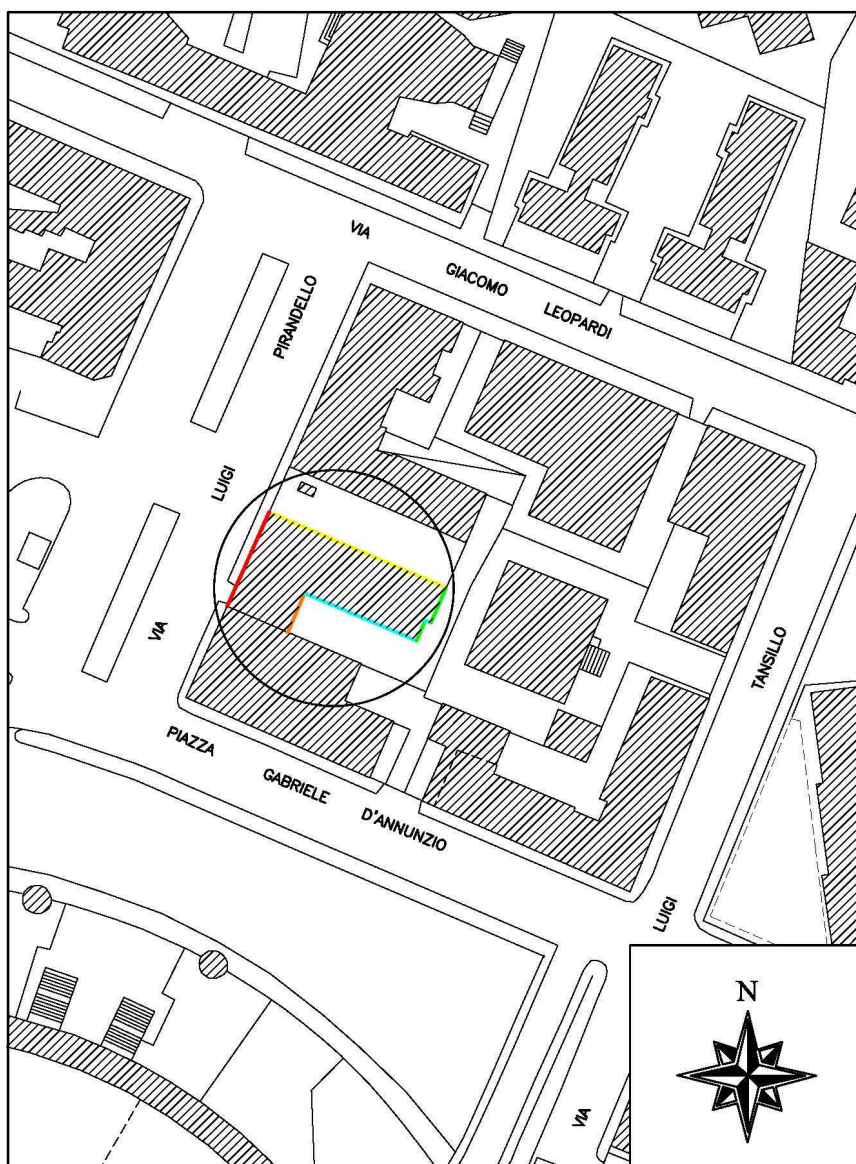 VIA
GIACOMO
LEOPARDI
PIRANDELLO
LUIGI
VIA
TANSILLO
PIAZZA
GABRIELE
D'ANNUNZIO
LUIGI
VIA
N